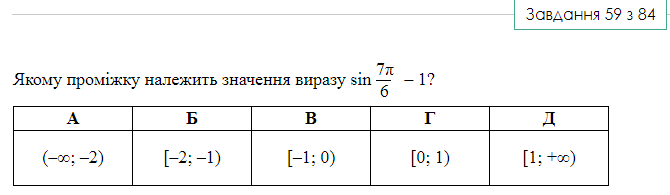 Завдання 59 з 84
Якому проміжку належить значення виразу sin 7π/6 – 1?
А Б В Г Д
(–∞; –2) [–2; –1) [–1; 0) [0; 1) [1; +∞)